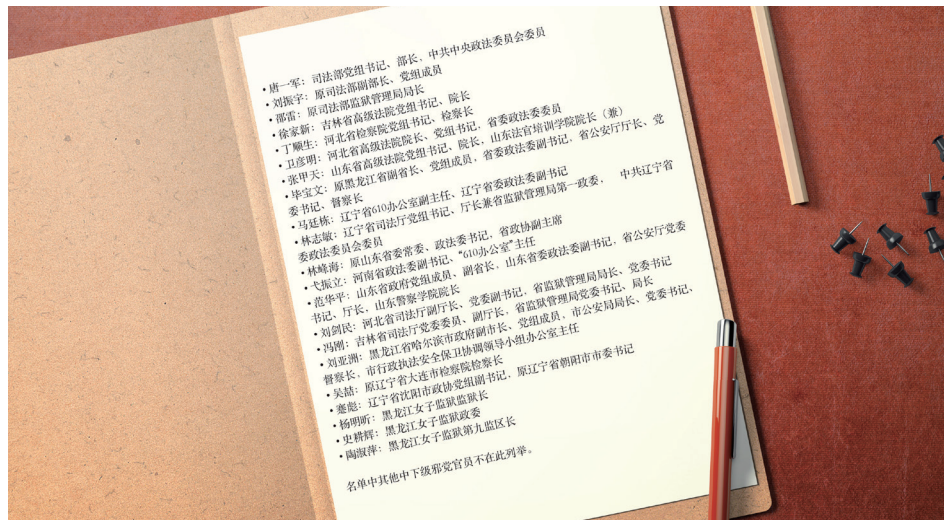 • 唐一军：司法部党组书记、部长，中共中央政法委员会委员
• 刘振宇：原司法部副部长、党组成员
• 邵雷：原司法部监狱管理局局长
• 徐家新：吉林省高级法院党组书记、院长
• 丁顺生：河北省检察院党组书记、检察长
• 卫彦明：河北省高级法院院长、党组书记，省委政法委委员
• 张甲天：山东省高级法院党组书记、院长，山东法官培训学院院长（兼）
• 毕宝文：原黑龙江省副省长、党组成员，省委政法委副书记，省公安厅厅长、党
委书记、督察长
• 马廷栋：辽宁省610办公室副主任、辽宁省委政法委副书记
• 林志敏：辽宁省司法厅党组书记、厅长兼省监狱管理局第一政委， 中共辽宁省
委政法委员会委员
• 林峰海：原山东省委常委、政法委书记，省政协副主席
• 弋振立：河南省政法委副书记、“610办公室”主任
• 范华平：山东省政府党组成员、副省长，山东省委政法委副书记，省公安厅党委
书记、厅长，山东警察学院院长
• 刘剑民：河北省司法厅副厅长、党委副书记，省监狱管理局局长、党委书记
• 冯刚：吉林省司法厅党委委员、副厅长，省监狱管理局党委书记、局长
• 刘亚洲：黑龙江省哈尔滨市政府副市长、党组成员，市公安局局长、党委书记、
督察长，市行政执法安全保卫协调领导小组办公室主任
• 吴喆：原辽宁省大连市检察院检察长
• 蹇彪：辽宁省沈阳市政协党组副书记，原辽宁省朝阳市市委书记
• 杨明昕：黑龙江女子监狱监狱长
• 史耕辉：黑龙江女子监狱政委
• 陶淑萍：黑龙江女子监狱第九监区长
名单中其他中下级邪党官员不在此列举。